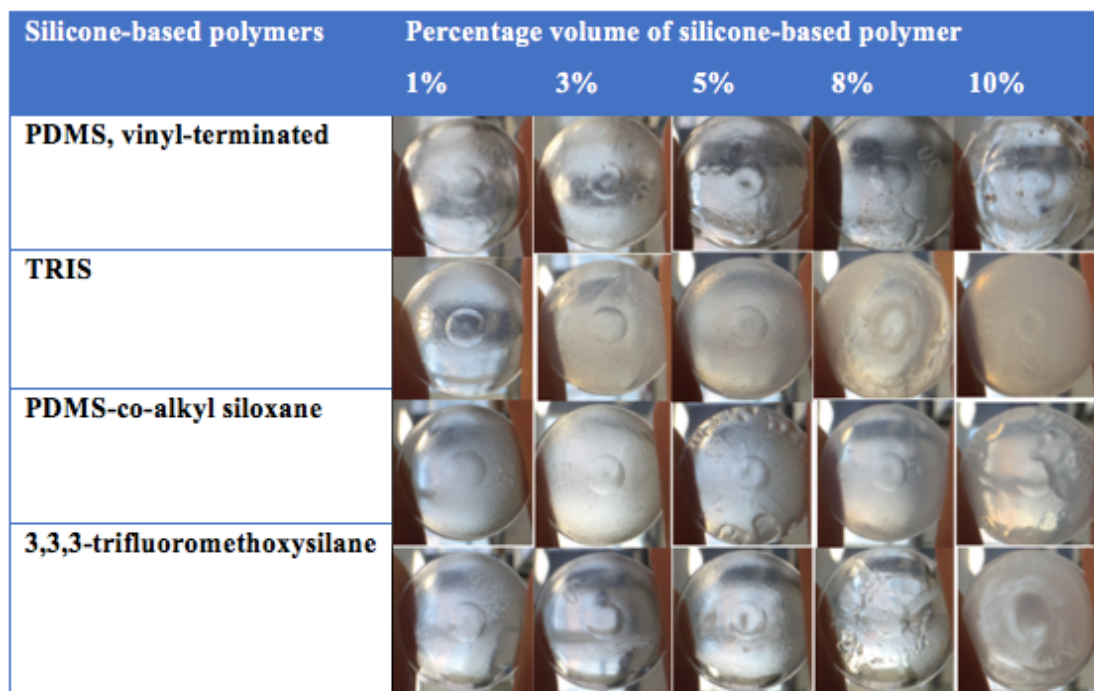 Silicone-based polymers
Percentage volume of silicone-based polymer
1% 3% 5% 8% 10%
PDMS, vinyl-terminated
TRIS
PDMS-co-alkyl siloxane
3,3,3-trifluoromethoxysilane